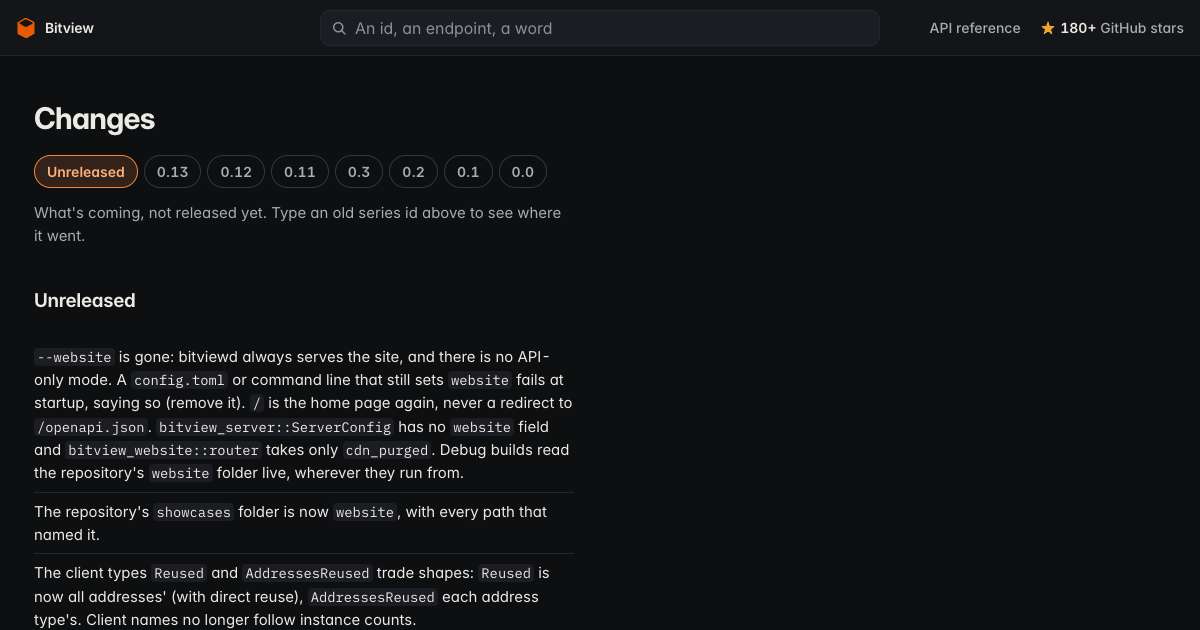 Bitview
An id, an endpoint, a word
API reference
180+ GitHub stars
Changes
Unreleased
0.13
0.12
0.11
0.3
0.2
0.1
0.0
What's coming, not released yet. Type an old series id above to see where
it went.
Unreleased
--website is gone: bitviewd always serves the site, and there is no API-
only mode. A config.toml or command line that still sets website fails at
startup, saying so (remove it). / is the home page again, never a redirect to
/openapi.json. bitview_server::ServerConfig has no website field
and bitview_website::router takes only cdn_purged. Debug builds read
the repository's website folder live, wherever they run from.
The repository's showcases folder is now website, with every path that
named it.
The client types Reused and AddressesReused trade shapes: Reused is
now all addresses' (with direct reuse), AddressesReused each address
type's. Client names no longer follow instance counts.